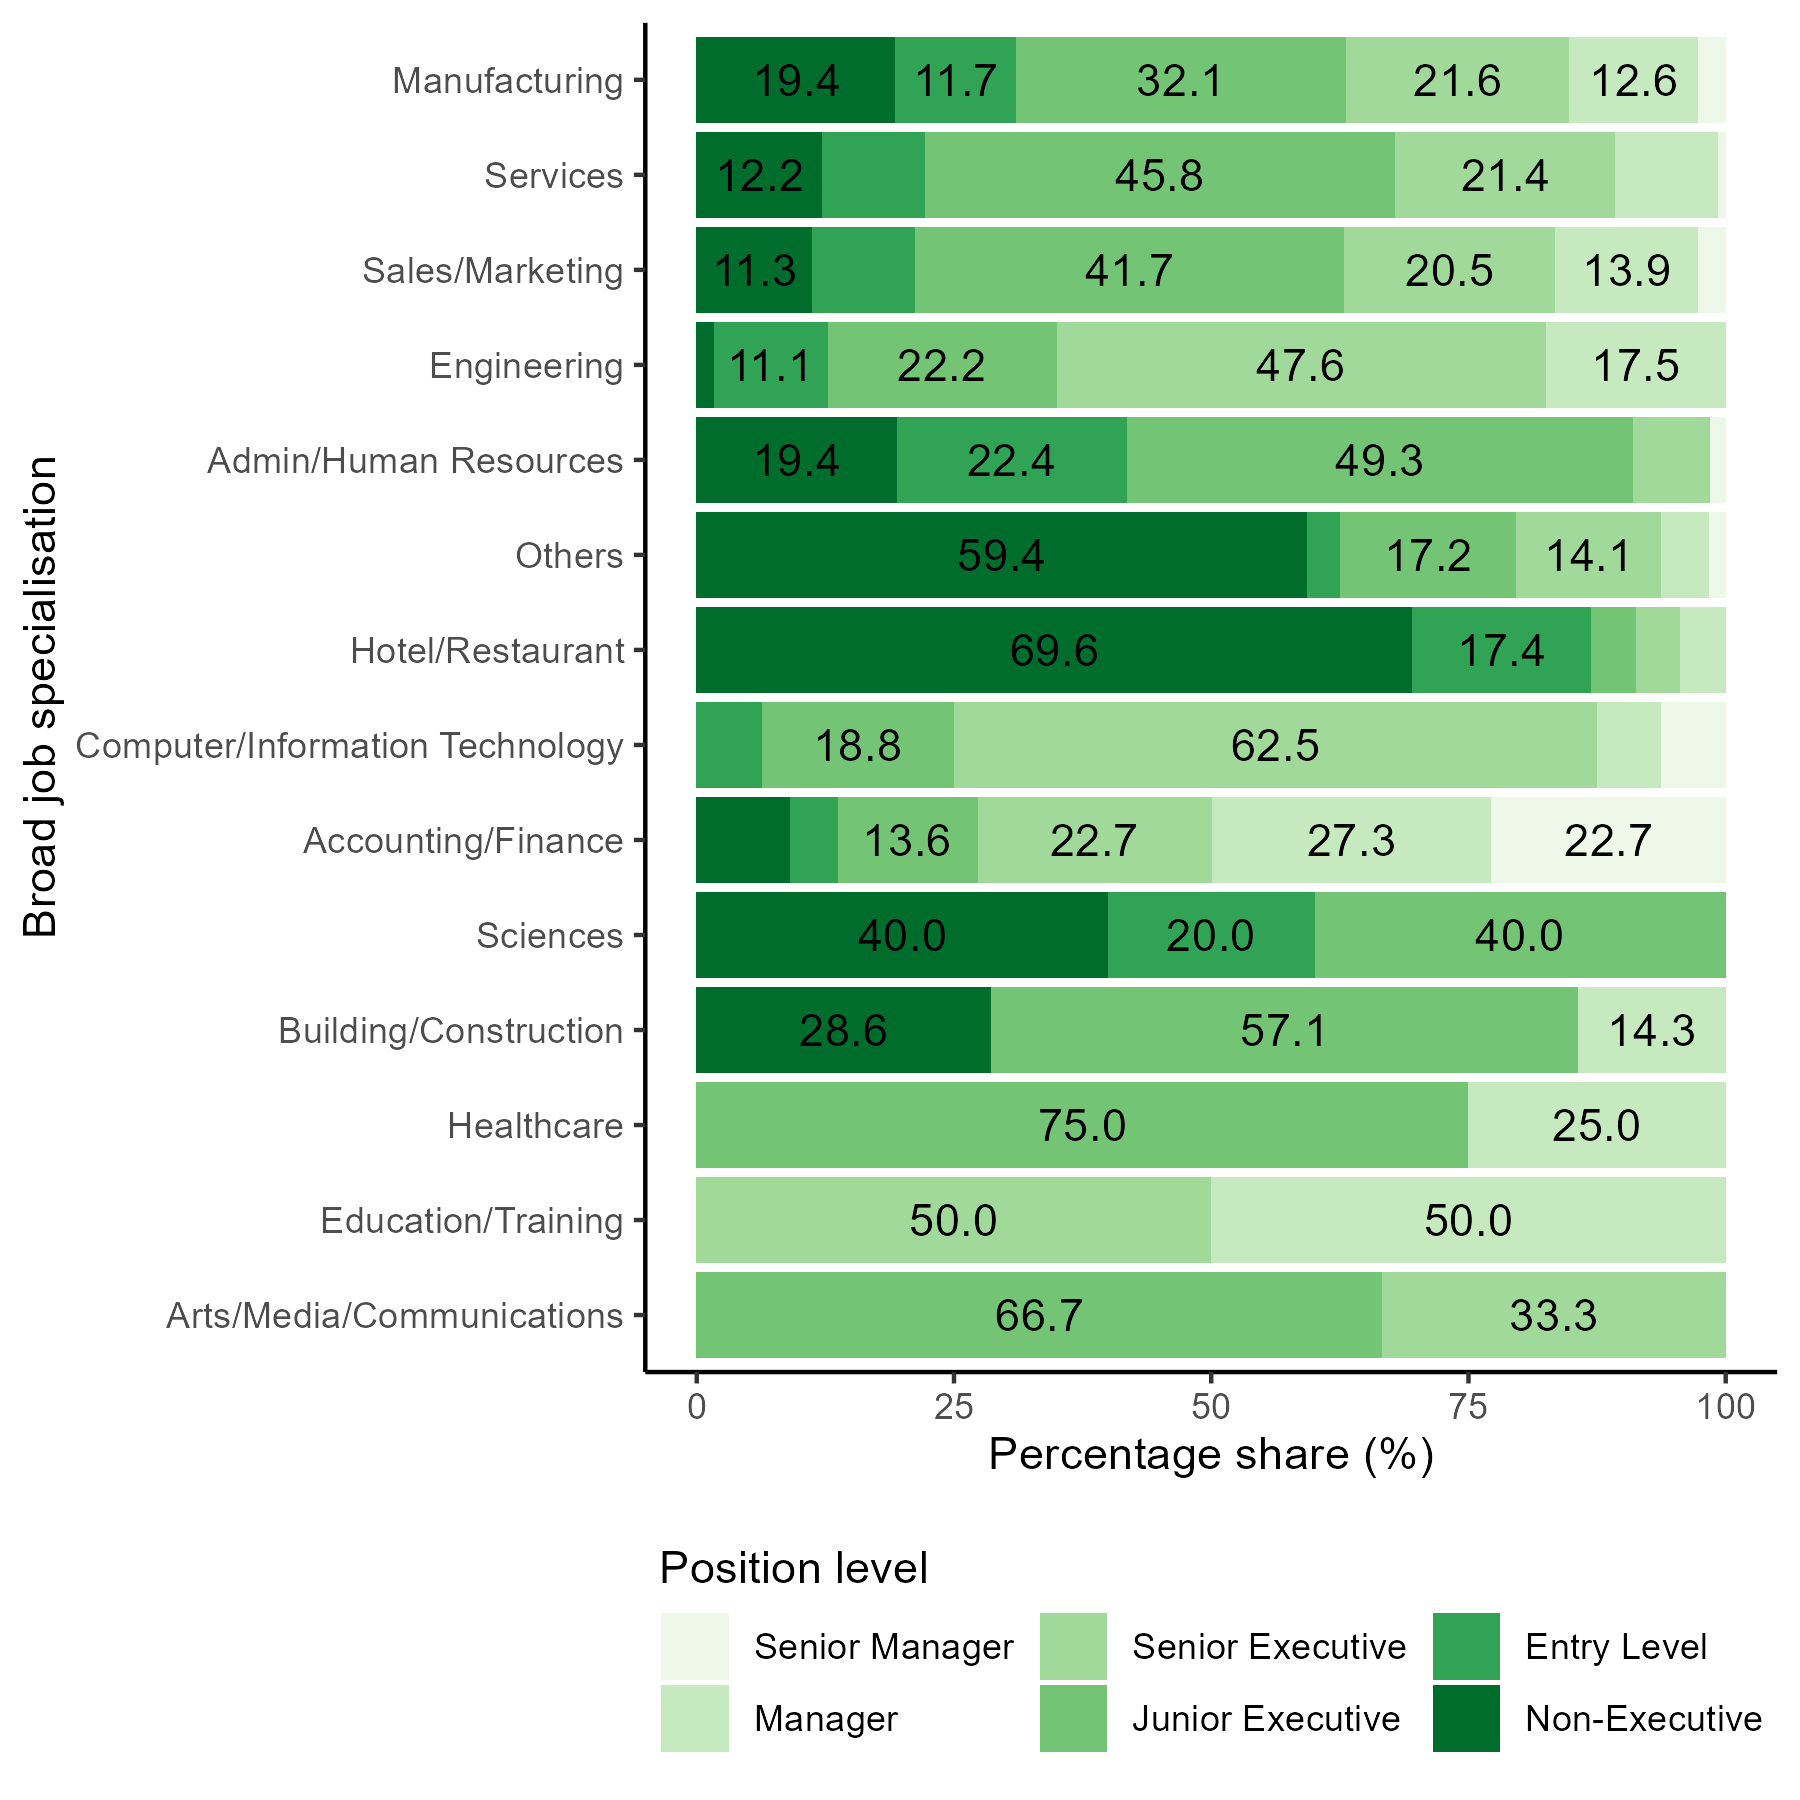 Broad job specialisation
Manufacturing 19.4 11.7 32.1 21.6 12.6
Services 12.2 45.8 21.4
Sales/Marketing 11.3 41.7 20.5 13.9
Engineering 11.1 22.2 47.6 17.5
Admin/Human Resources 19.4 22.4 49.3
Others 59.4 17.2 14.1
Hotel/Restaurant 69.6 17.4
Computer/Information Technology 18.8 62.5
Accounting/Finance 13.6 22.7 27.3 22.7
Sciences 40.0 20.0 40.0
Building/Construction 28.6 57.1 14.3
Healthcare 75.0 25.0
Education/Training 50.0 50.0
Arts/Media/Communications 66.7 33.3
0 25 50 75 100
Percentage share (%)
Position level
Senior Manager Senior Executive Entry Level
Manager Junior Executive Non-Executive